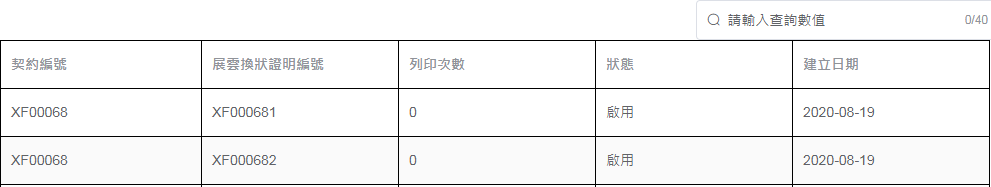 請輸入查詢數值 0/40
契約編號 展雲換狀證明編號 列印次數 狀態 建立日期
XF00068 XF000681 0 啟用 2020-08-19
XF00068 XF000682 0 啟用 2020-08-19